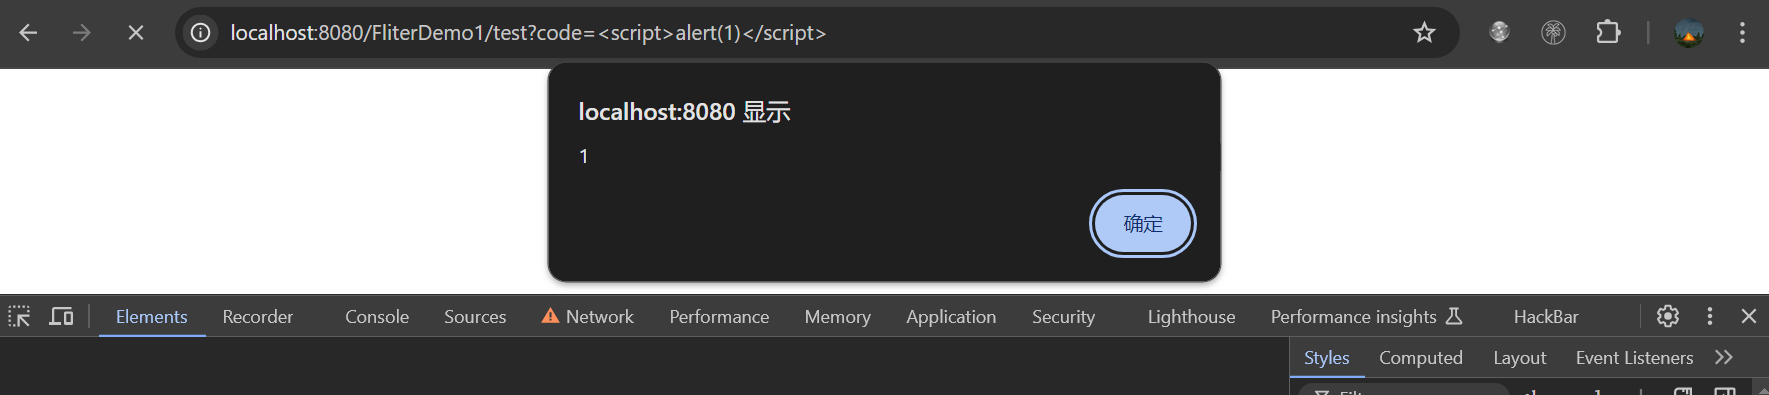 localhost:8080/FliterDemo1/test?code=<script>alert(1)</script>
localhost:8080 显示
1
确定
Elements Recorder Console Sources Network Performance Memory Application Security Lighthouse Performance insights HackBar
Styles Computed Layout Event Listeners